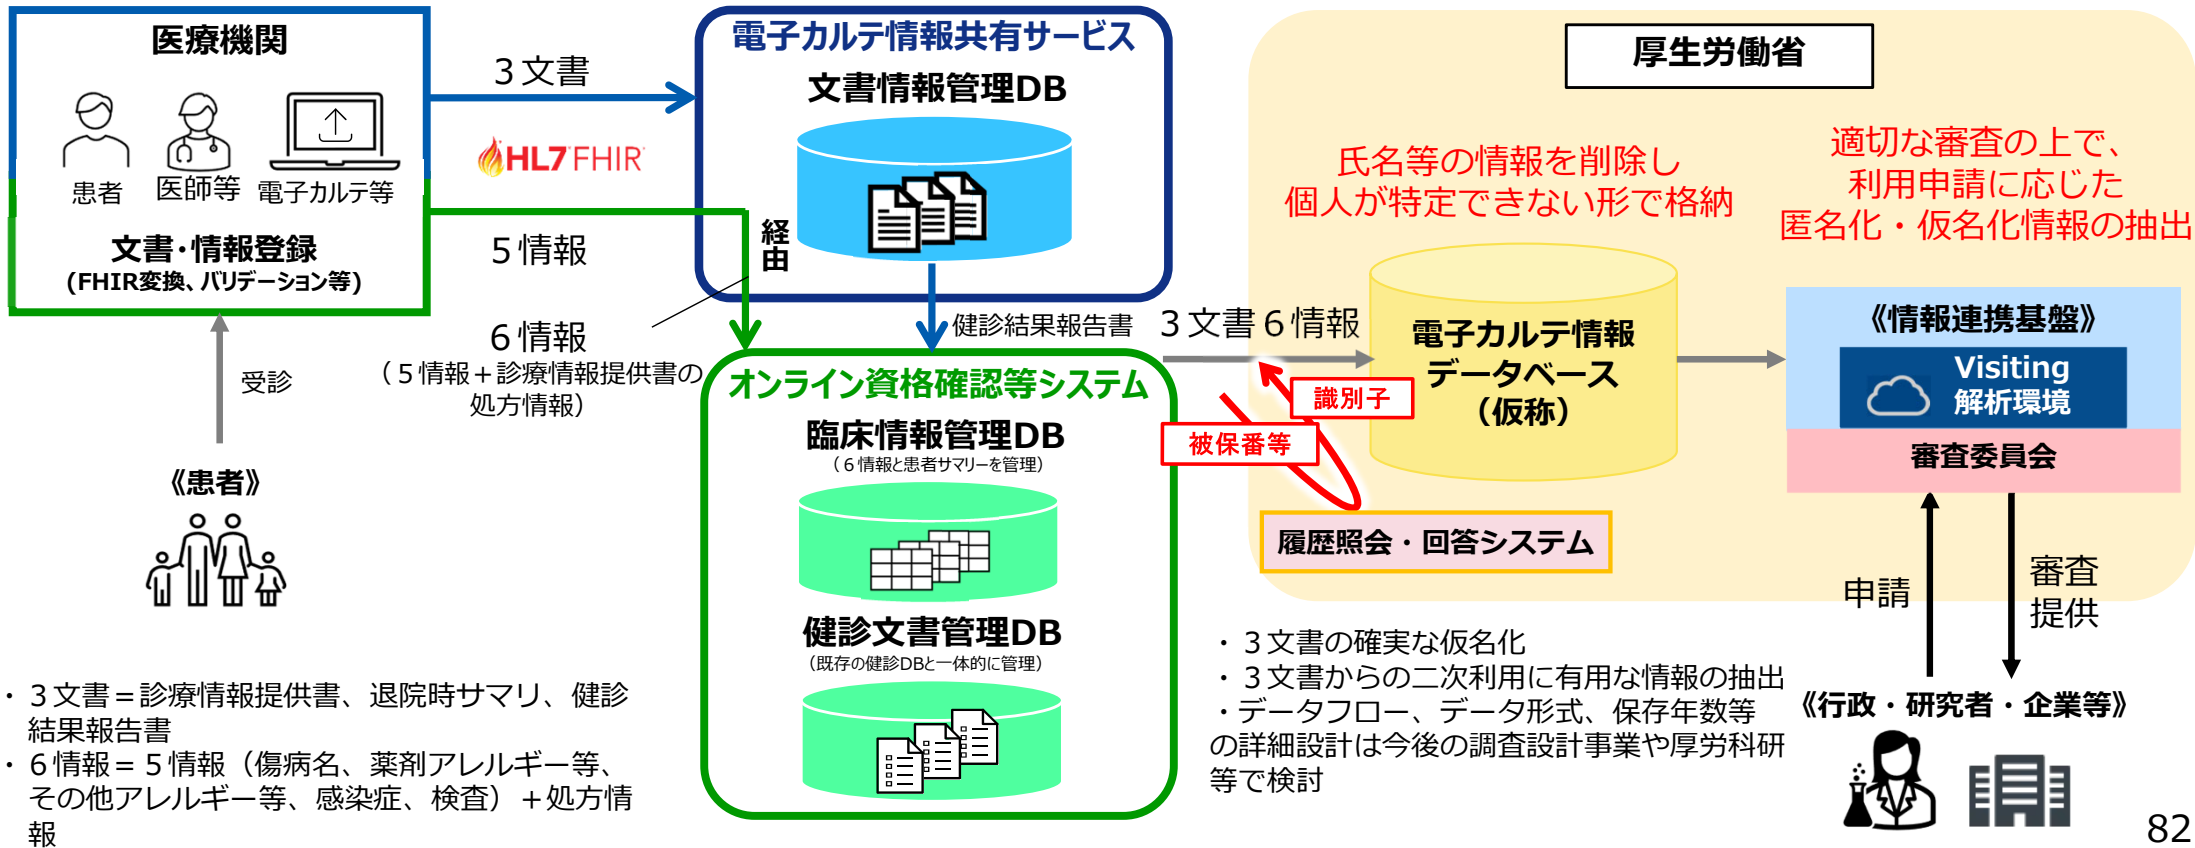 医療機関
患者
医師等
電子カルテ等
文書･情報登録
(FHIR変換、バリデーション等)
受診
《患者》
３文書
HL7 FHIR
５情報
６情報
（５情報＋診療情報提供書の
処方情報）
電子カルテ情報共有サービス
文書情報管理DB
経由
健診結果報告書
オンライン資格確認等システム
臨床情報管理DB
（６情報と患者サマリーを管理）
健診文書管理DB
（既存の健診DBと一体的に管理）
３文書６情報
識別子
被保番等
履歴照会・回答システム
厚生労働省
氏名等の情報を削除し
個人が特定できない形で格納
電子カルテ情報
データベース
（仮称）
適切な審査の上で、
利用申請に応じた
匿名化・仮名化情報の抽出
《情報連携基盤》
Visiting
解析環境
審査委員会
申請
審査
提供
《行政・研究者・企業等》
・３文書＝診療情報提供書、退院時サマリ、健診
結果報告書
・６情報＝５情報（傷病名、薬剤アレルギー等、
その他アレルギー等、感染症、検査）＋処方情
報
・３文書の確実な仮名化
・３文書からの二次利用に有用な情報の抽出
・データフロー、データ形式、保存年数等
の詳細設計は今後の調査設計事業や厚労科研
等で検討
82